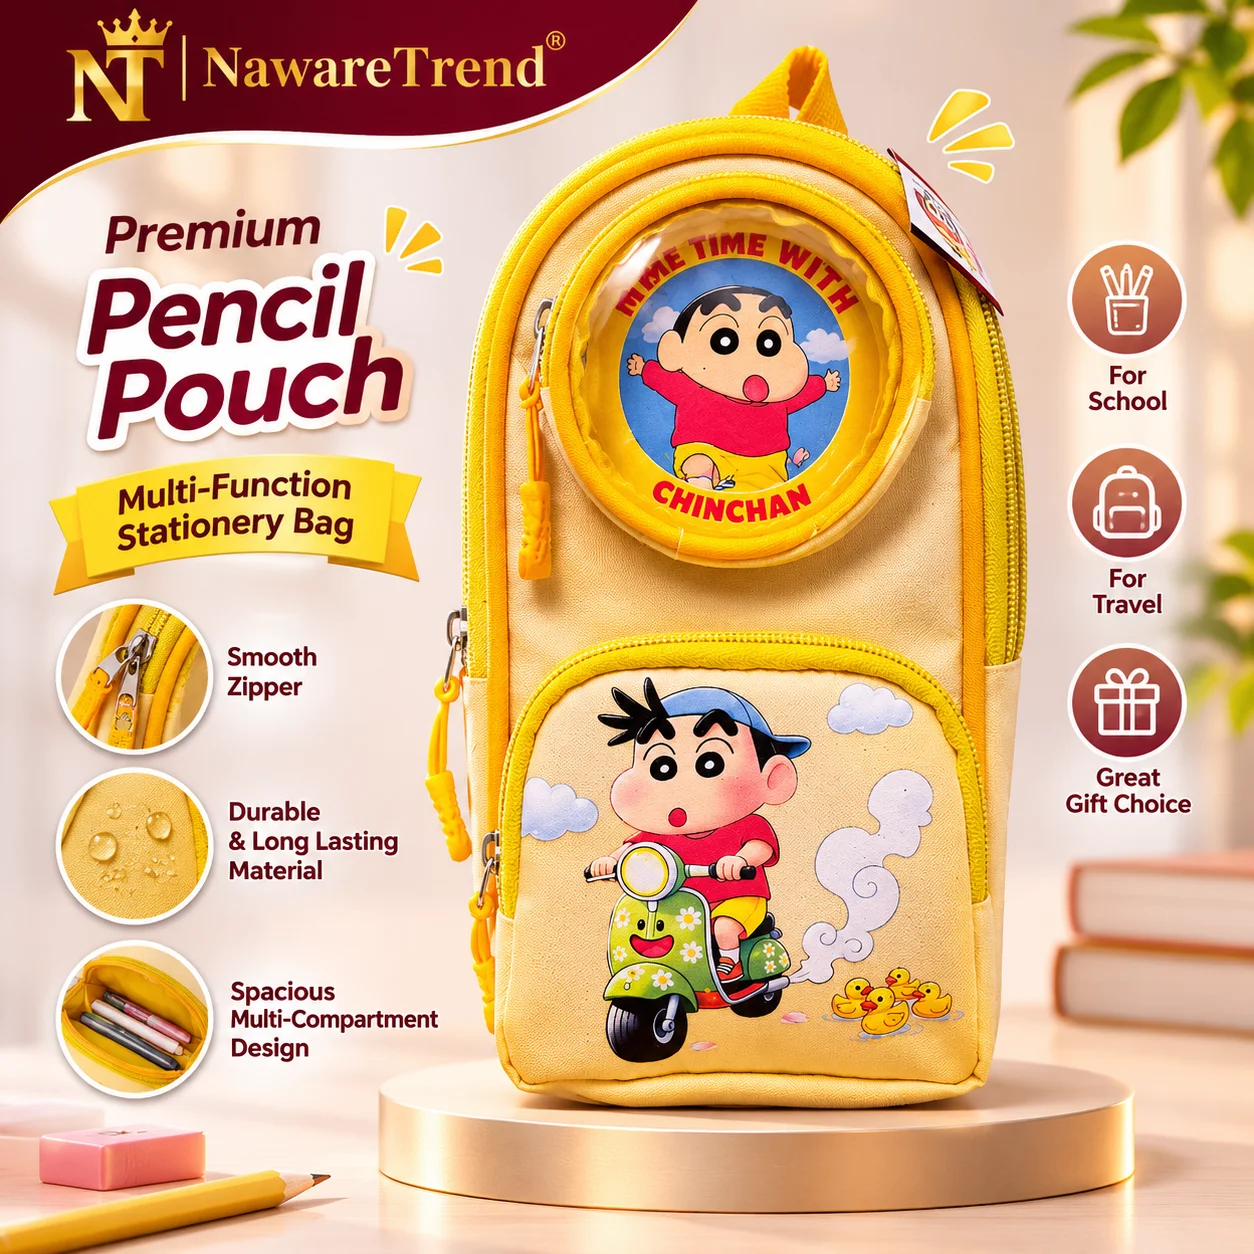 NT | NawareTrend®
Premium
Pencil
Pouch
Multi-Function
Stationery Bag
Smooth
Zipper
Durable
& Long Lasting
Material
Spacious
Multi-Compartment
Design
TIME WITH
CHINCHAN
For
School
For
Travel
Great
Gift Choice